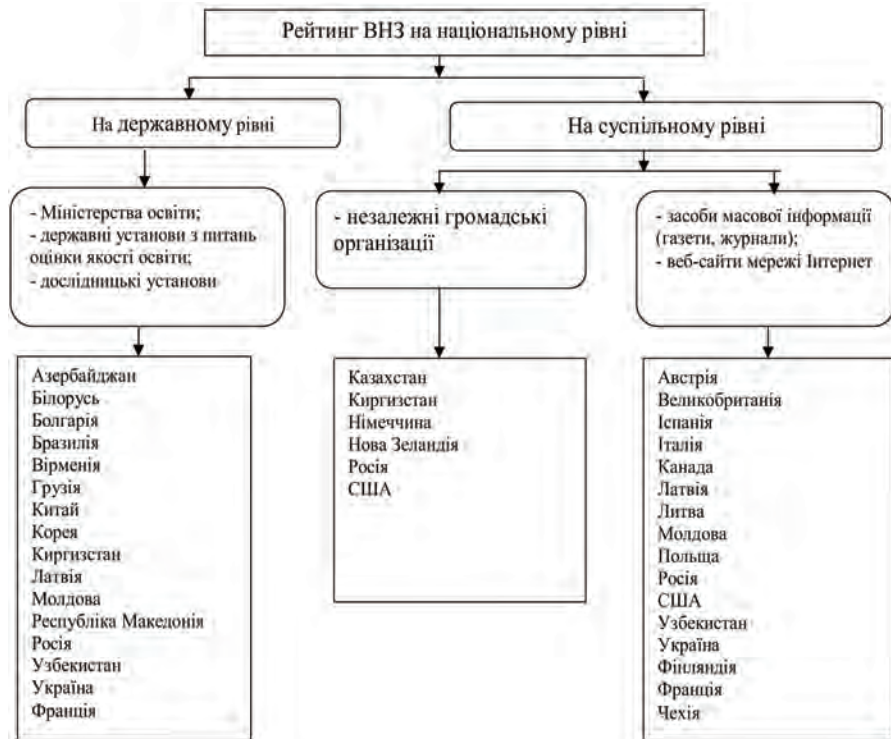 Рейтинг ВНЗ на національному рівні
На державному рівні
На суспільному рівні
- Міністерства освіти;
- державні установи з питань
оцінки якості освіти;
- дослідницькі установи
- незалежні громадські
організації
- засоби масової інформації
(газети, журнали);
- веб-сайти мережі Інтернет
Азербайджан
Білорусь
Болгарія
Бразилія
Вірменія
Грузія
Китай
Корея
Киргизстан
Латвія
Молдова
Республіка Македонія
Росія
Узбекистан
Україна
Франція
Казахстан
Киргизстан
Німеччина
Нова Зеландія
Росія
США
Австрія
Великобританія
Іспанія
Італія
Канада
Латвія
Литва
Молдова
Польща
Росія
США
Узбекистан
Україна
Фінляндія
Франція
Чехія